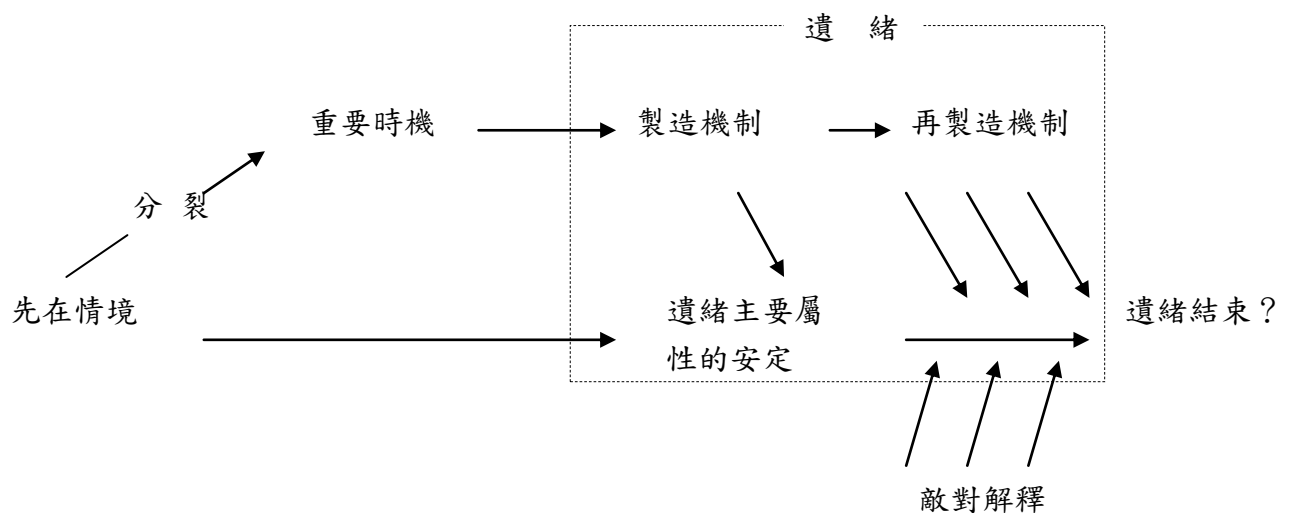 遺 緒
重要時機
製造機制
再製造機制
分 裂
先在情境
遺緒主要屬
性的安定
遺緒結束？
敵對解釋